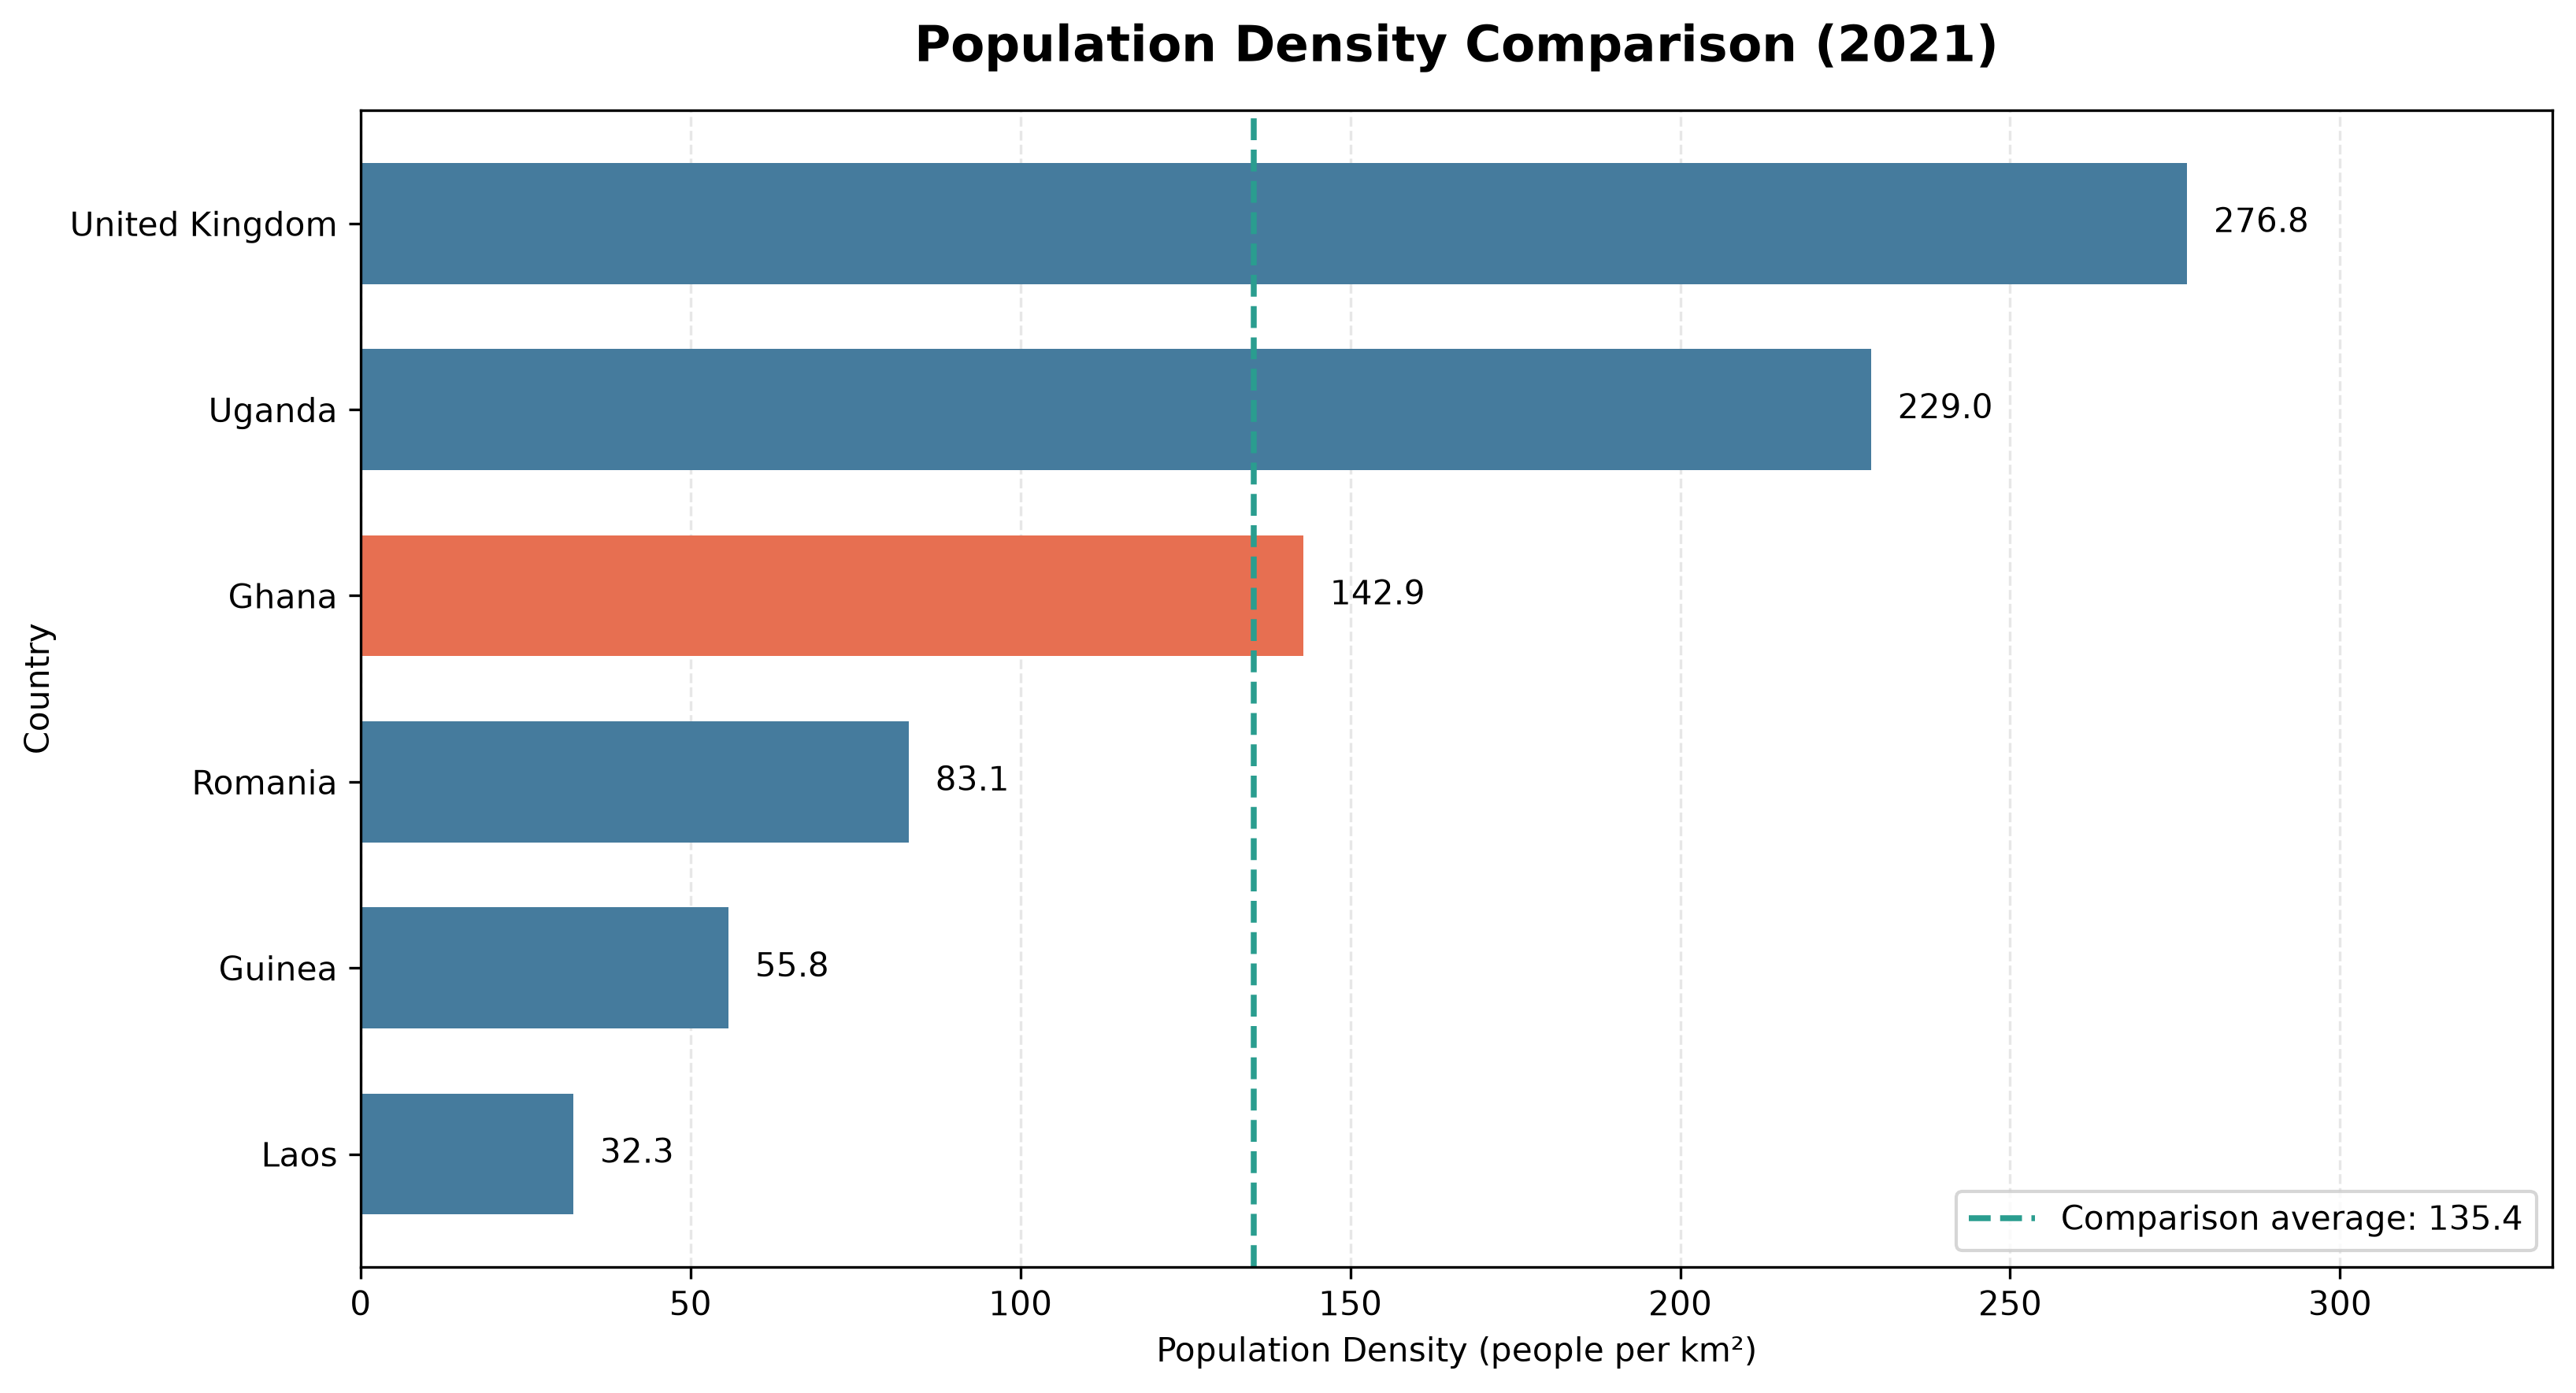 Population Density Comparison (2021)
Country
United Kingdom
276.8
Uganda
229.0
Ghana
142.9
Romania
83.1
Guinea
55.8
Laos
32.3
Comparison average: 135.4
0 50 100 150 200 250 300
Population Density (people per km²)